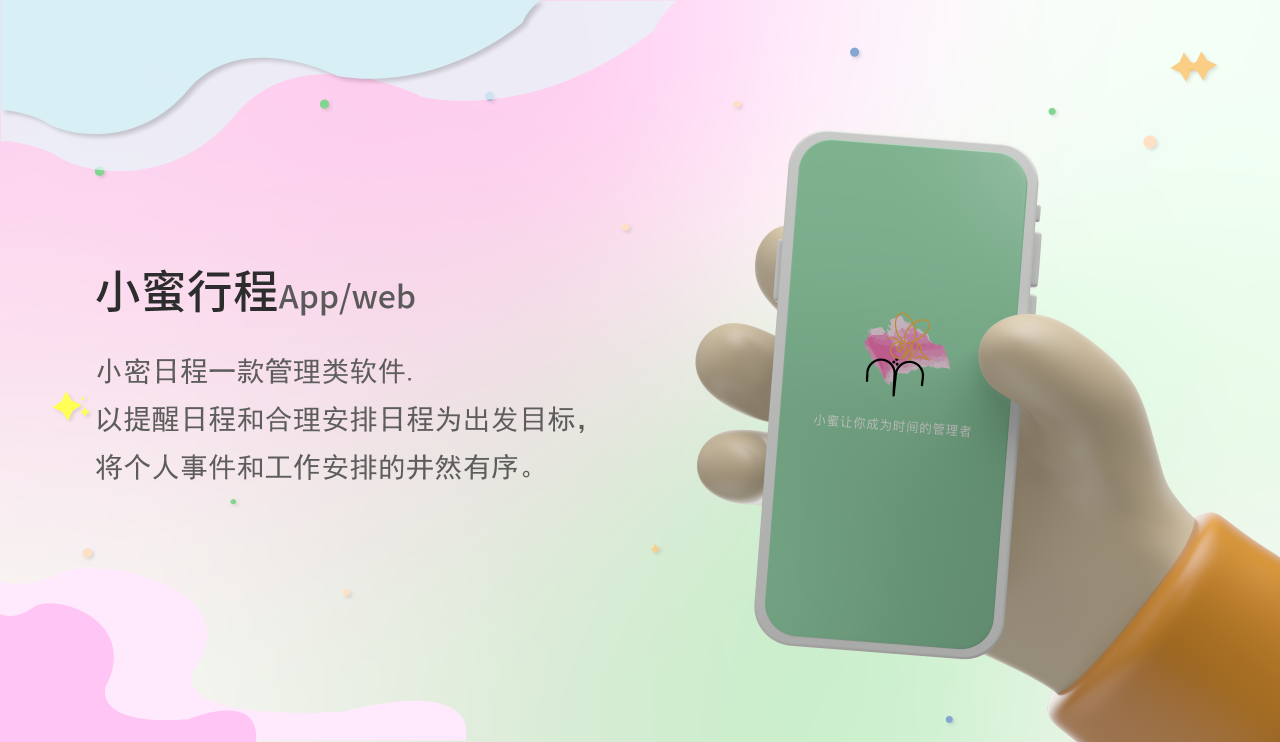 小蜜行程App/web
小密日程一款管理类软件.
以提醒日程和合理安排日程为出发目标，
将个人事件和工作安排的井然有序。
小蜜让你成为时间的管理者